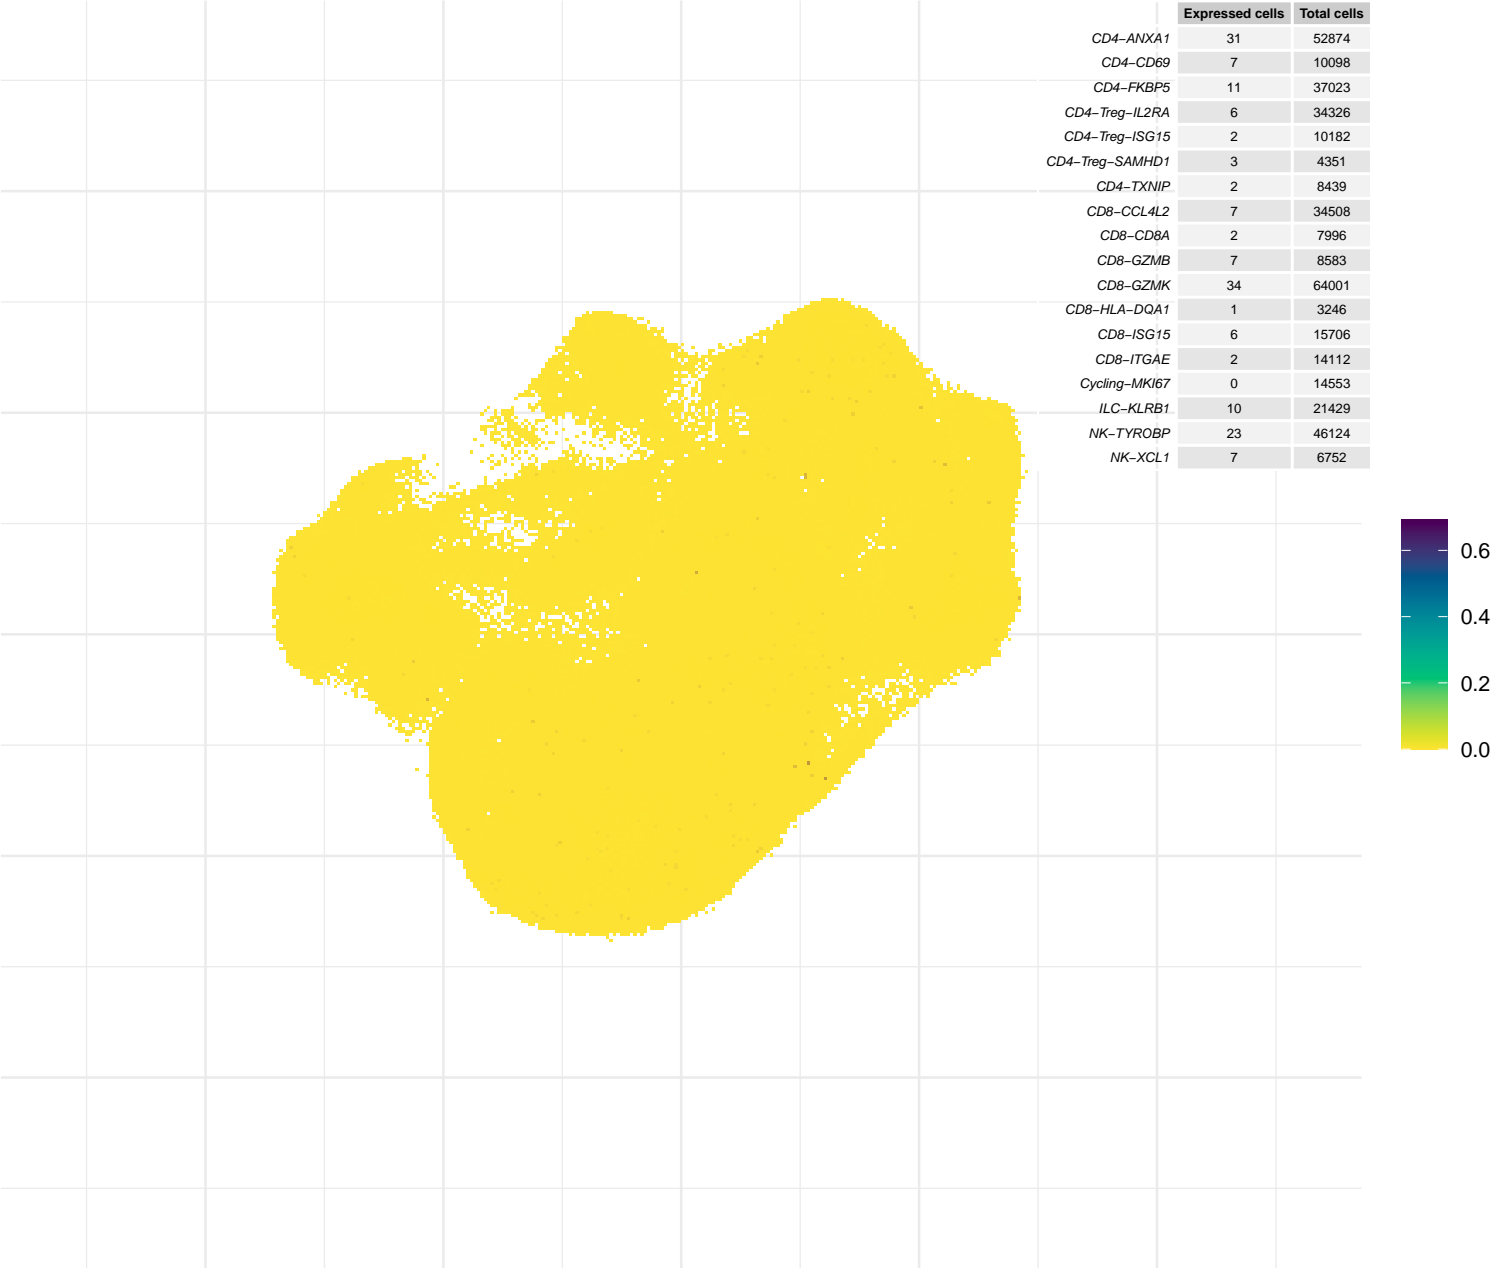 Expressed cells Total cells
CD4−ANXA1 31 52874
CD4−CD69 7 10098
CD4−FKBP5 11 37023
CD4−Treg−IL2RA 6 34326
CD4−Treg−ISG15 2 10182
CD4−Treg−SAMHD1 3 4351
CD4−TXNIP 2 8439
CD8−CCL4L2 7 34508
CD8−CD8A 2 7996
CD8−GZMB 7 8583
CD8−GZMK 34 64001
CD8−HLA−DQA1 1 3246
CD8−ISG15 6 15706
CD8−ITGAE 2 14112
Cycling−MKI67 0 14553
ILC−KLRB1 10 21429
NK−TYROBP 23 46124
NK−XCL1 7 6752
0.6
0.4
0.2
0.0